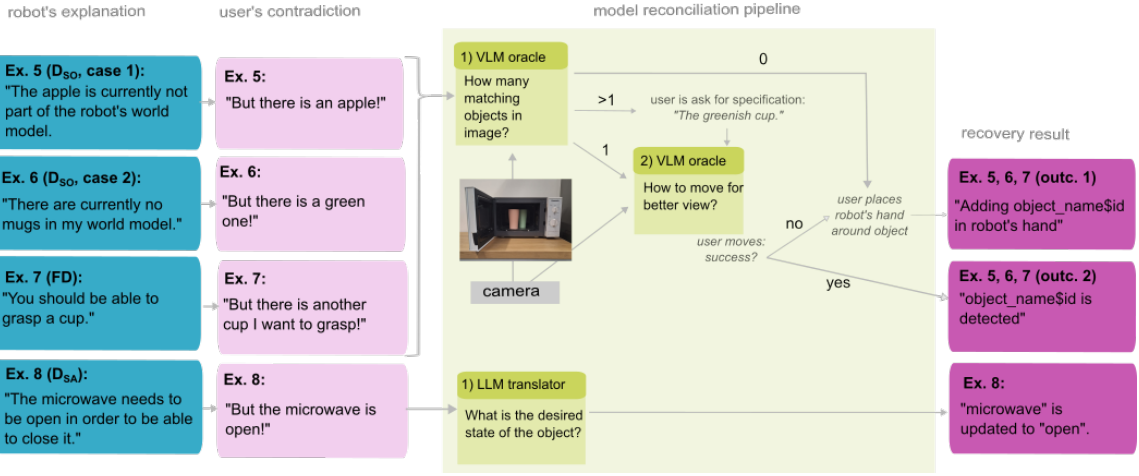 robot's explanation
user's contradiction
model reconciliation pipeline
Ex. 5 (D_SO, case 1):
"The apple is currently not
part of the robot's world
model.
Ex. 5:
"But there is an apple!"
1) VLM oracle
How many
matching
objects in
image?
0
>1
1
user is ask for specification:
"The greenish cup."
2) VLM oracle
How to move for
better view?
recovery result
Ex. 6 (D_SO, case 2):
"There are currently no
mugs in my world model."
Ex. 6:
"But there is a green
one!"
user moves:
success?
no
yes
user places
robot's hand
around object
Ex. 5, 6, 7 (outc. 1)
"Adding object_name$id
in robot's hand"
Ex. 7 (FD):
"You should be able to
grasp a cup."
Ex. 7:
"But there is another
cup I want to grasp!"
camera
Ex. 5, 6, 7 (outc. 2)
"object_name$id is
detected"
Ex. 8 (D_SA):
"The microwave needs to
be open in order to be able
to close it."
Ex. 8:
"But the microwave is
open!"
1) LLM translator
What is the desired
state of the object?
Ex. 8:
"microwave" is
updated to "open".